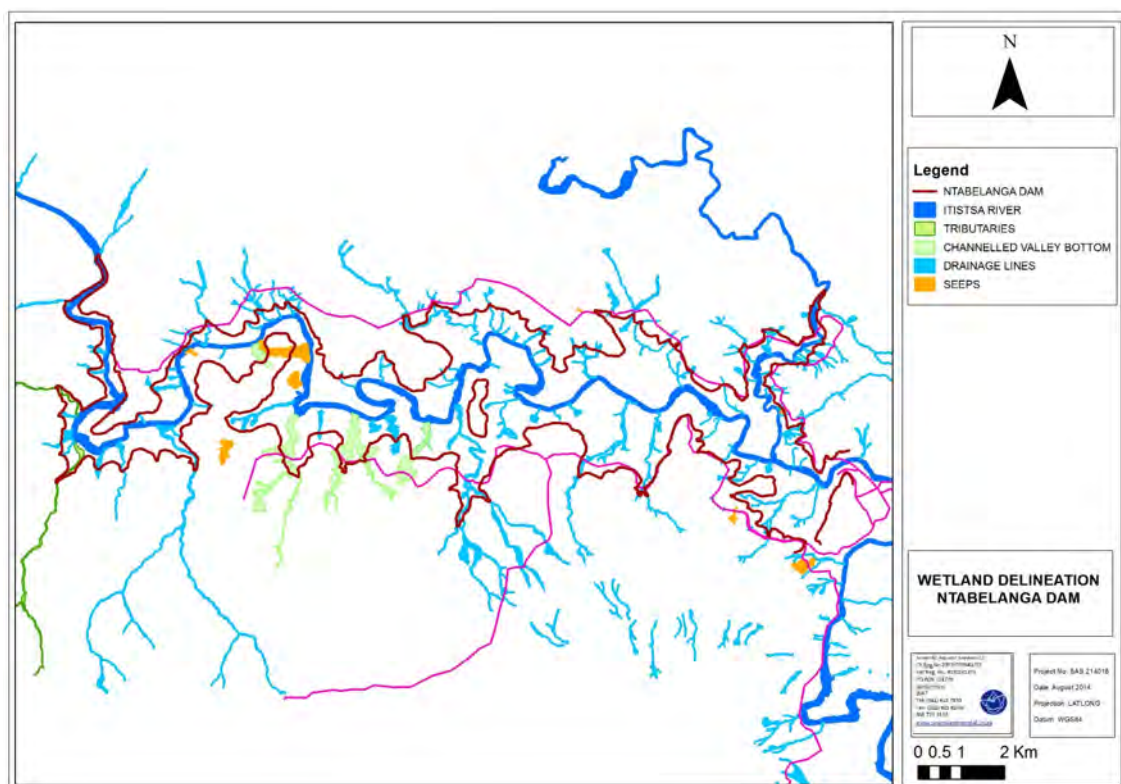 N
Legend
NTABELANGA DAM
ITISTSA RIVER
TRIBUTARIES
CHANNELLED VALLEY BOTTOM
DRAINAGE LINES
SEEPS
WETLAND DELINEATION
NTABELANGA DAM
Project No: SAS 214018
Date: August 2014
Projection: LATLONG
Datum: WGS84
0 0.5 1 2 Km